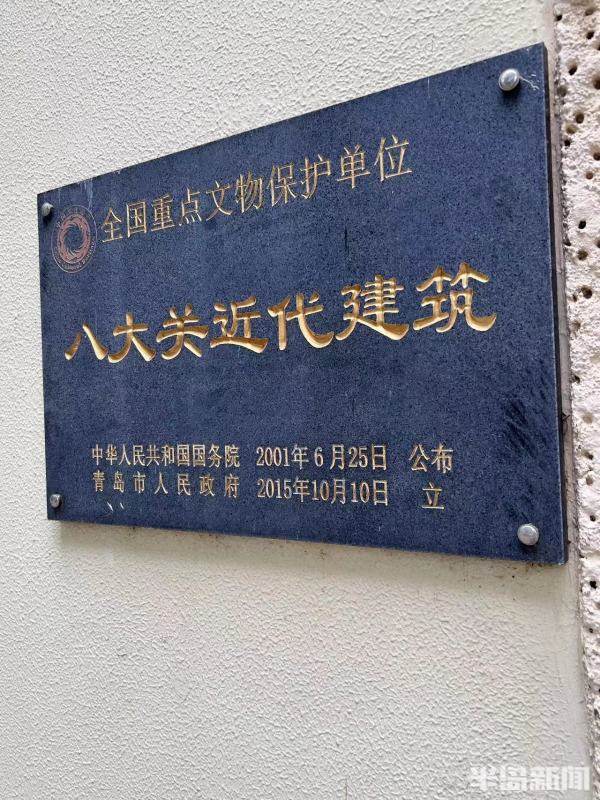 全国重点文物保护单位
八大关近代建筑
中华人民共和国国务院 2001年6月25日 公布
青岛市人民政府 2015年10月10日 立
半岛新闻